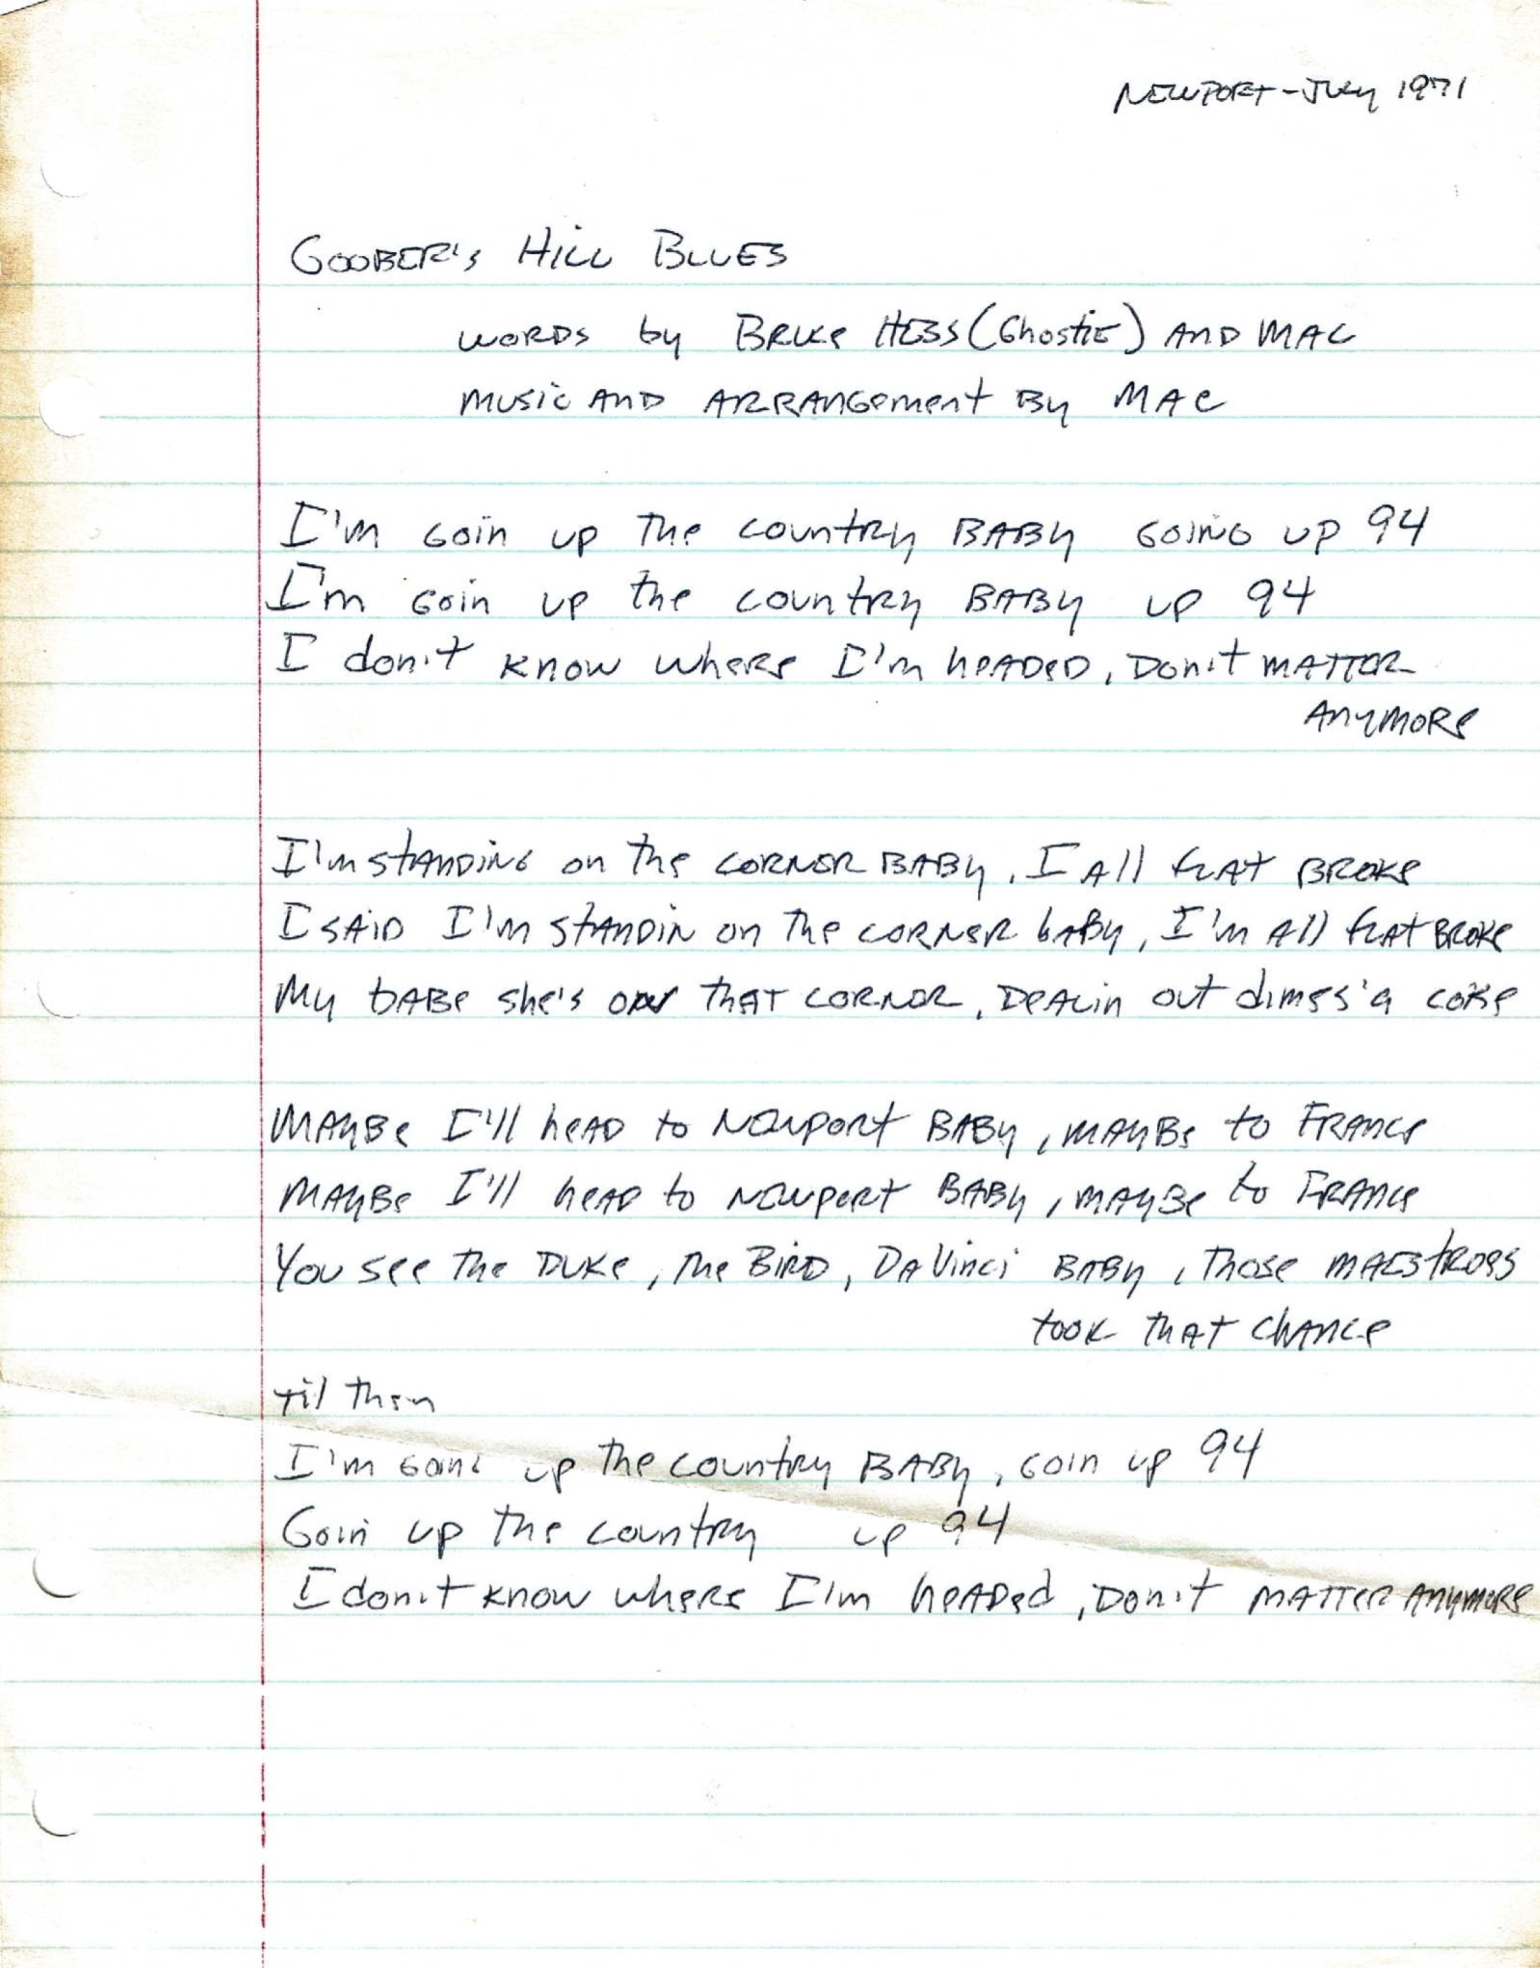 Newport - July 1971
Goober's Hill Blues
words by Bruce Hess (Ghostie) and Mac
music and arrangement by Mac
I'm goin up the country baby going up 94
I'm goin up the country baby up 94
I don't know where I'm headed, don't matter
anymore
I'm standing on the corner baby, I all flat broke
I said I'm standin on the corner baby, I'm all flat broke
My babe she's on that corner, dealin out dimes 'a coke
Maybe I'll head to Newport baby, maybe to France
Maybe I'll head to Newport baby, maybe to France
You see the Duke, the Bird, DaVinci baby, those maestroes
took that chance
til then
I'm going up the country baby, goin up 94
Goin up the country up 94
I don't know where I'm headed, don't matter anymore